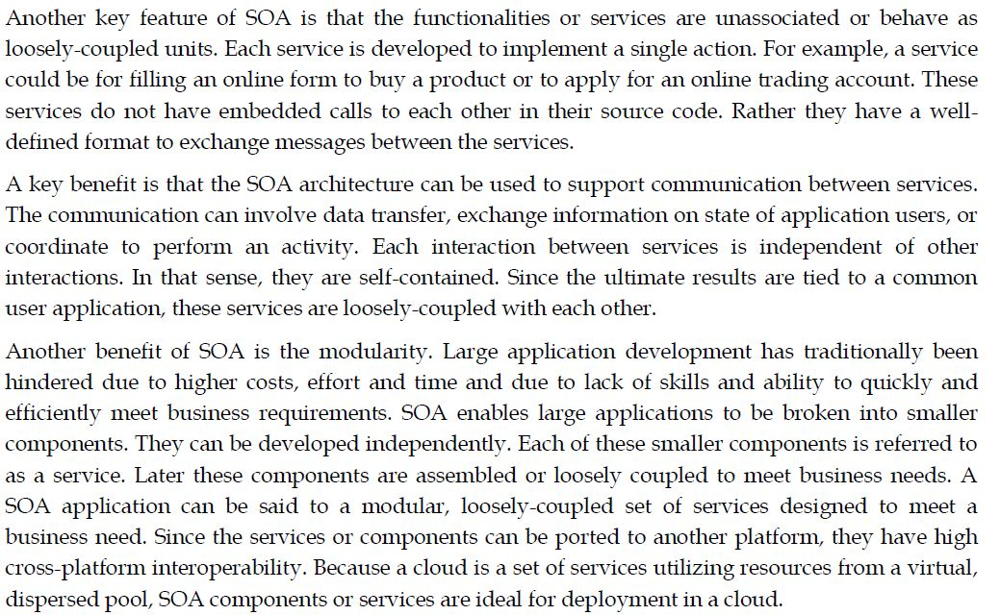 Another key feature of SOA is that the functionalities or services are unassociated or behave as
loosely-coupled units. Each service is developed to implement a single action. For example, a service
could be for filling an online form to buy a product or to apply for an online trading account. These
services do not have embedded calls to each other in their source code. Rather they have a well-
defined format to exchange messages between the services.
A key benefit is that the SOA architecture can be used to support communication between services.
The communication can involve data transfer, exchange information on state of application users, or
coordinate to perform an activity. Each interaction between services is independent of other
interactions. In that sense, they are self-contained. Since the ultimate results are tied to a common
user application, these services are loosely-coupled with each other.
Another benefit of SOA is the modularity. Large application development has traditionally been
hindered due to higher costs, effort and time and due to lack of skills and ability to quickly and
efficiently meet business requirements. SOA enables large applications to be broken into smaller
components. They can be developed independently. Each of these smaller components is referred to
as a service. Later these components are assembled or loosely coupled to meet business needs. A
SOA application can be said to a modular, loosely-coupled set of services designed to meet a
business need. Since the services or components can be ported to another platform, they have high
cross-platform interoperability. Because a cloud is a set of services utilizing resources from a virtual,
dispersed pool, SOA components or services are ideal for deployment in a cloud.